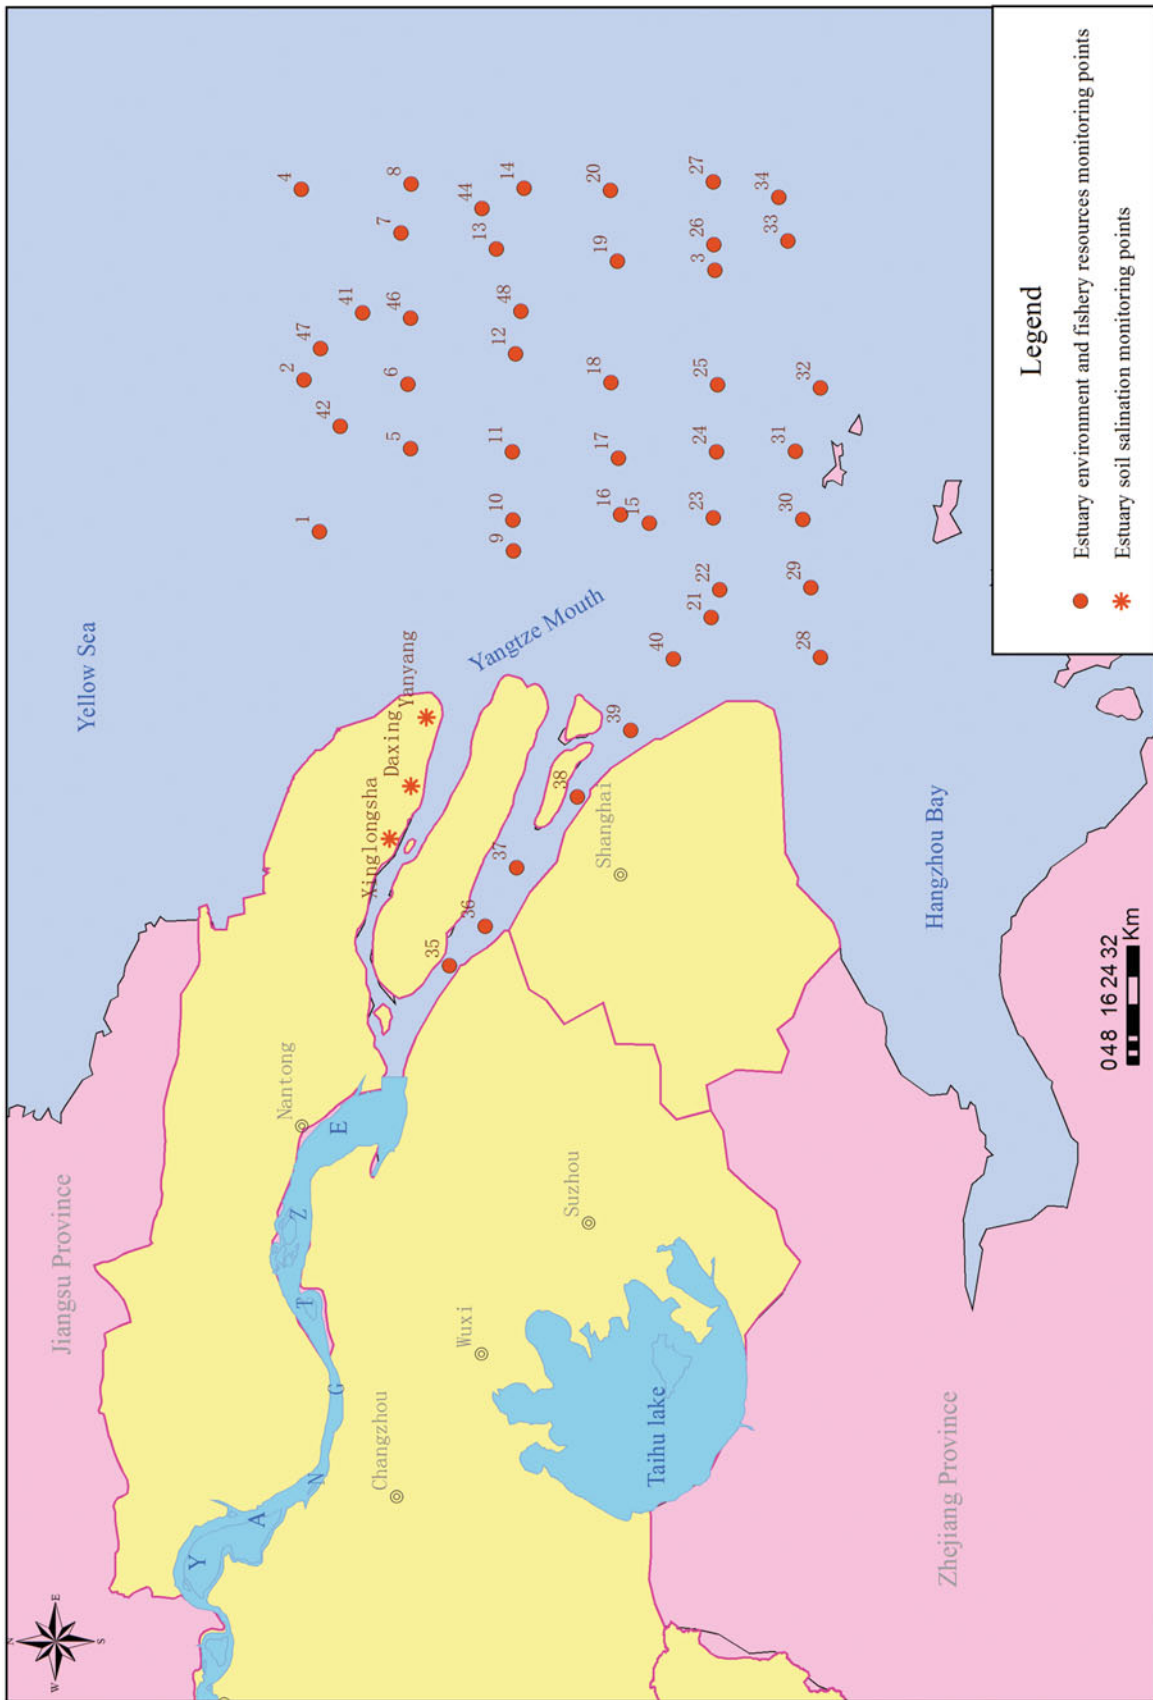 N
W
E
S
Jiangsu Province
Yellow Sea
Nantong
Y A N G T Z E
Changzhou
Wuxi
Suzhou
Taihu lake
Shanghai
Zhejiang Province
Hangzhou Bay
Yangtze Mouth
Xinglongsha
Daxing
Yanyang
1
42
2
47
41
4
5
6
46
7
8
9
10
11
12
48
13
44
14
15
16
17
18
19
20
21
22
23
24
25
3
26
27
28
29
30
31
32
33
34
35
36
37
38
39
40
0 4 8 16 24 32
Km
Legend
Estuary environment and fishery resources monitoring points
Estuary soil salination monitoring points